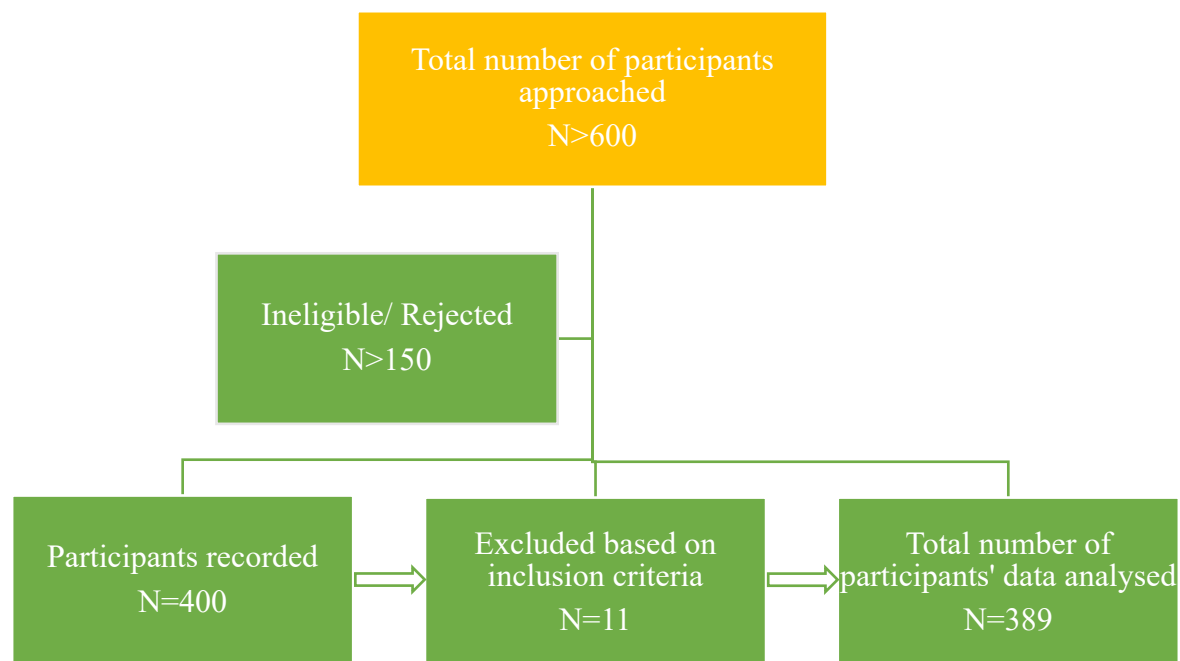 Total number of participants
approached
N>600
Ineligible/ Rejected
N>150
Participants recorded
N=400
Excluded based on
inclusion criteria
N=11
Total number of
participants' data analysed
N=389